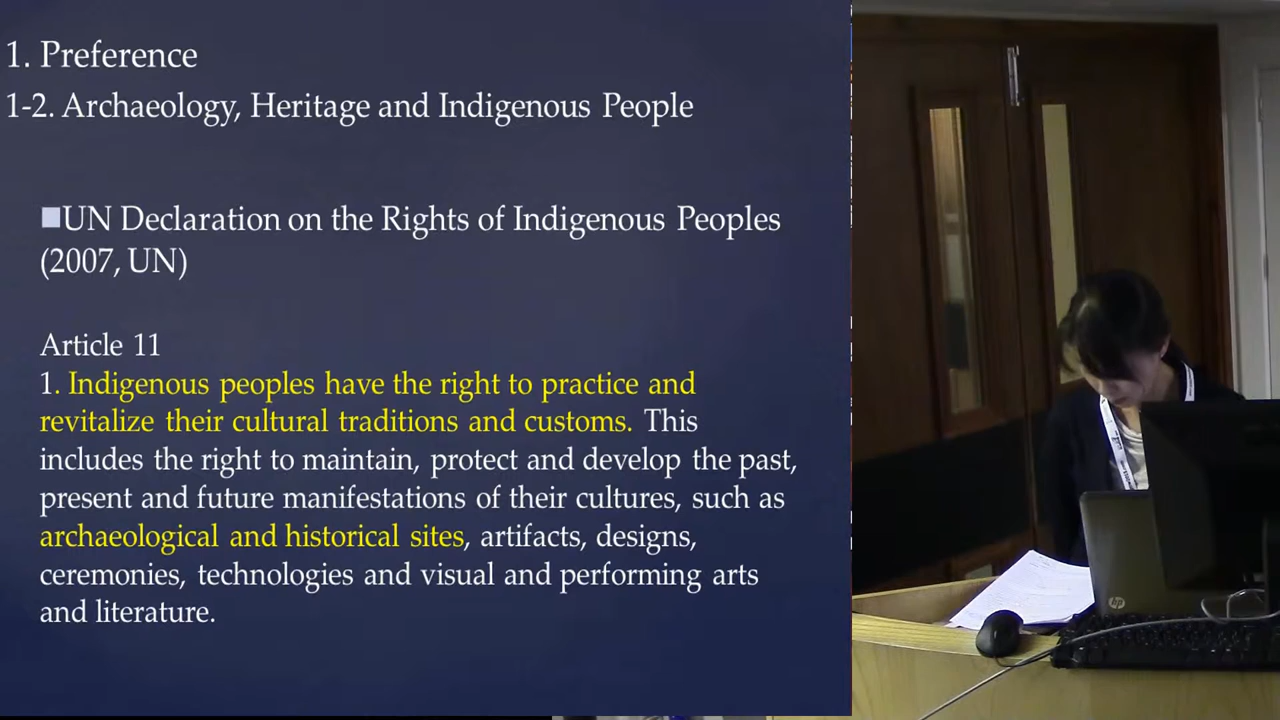 1. Preference
1-2. Archaeology, Heritage and Indigenous People
■UN Declaration on the Rights of Indigenous Peoples
(2007, UN)
Article 11
1. Indigenous peoples have the right to practice and
revitalize their cultural traditions and customs. This
includes the right to maintain, protect and develop the past,
present and future manifestations of their cultures, such as
archaeological and historical sites, artifacts, designs,
ceremonies, technologies and visual and performing arts
and literature.
hp